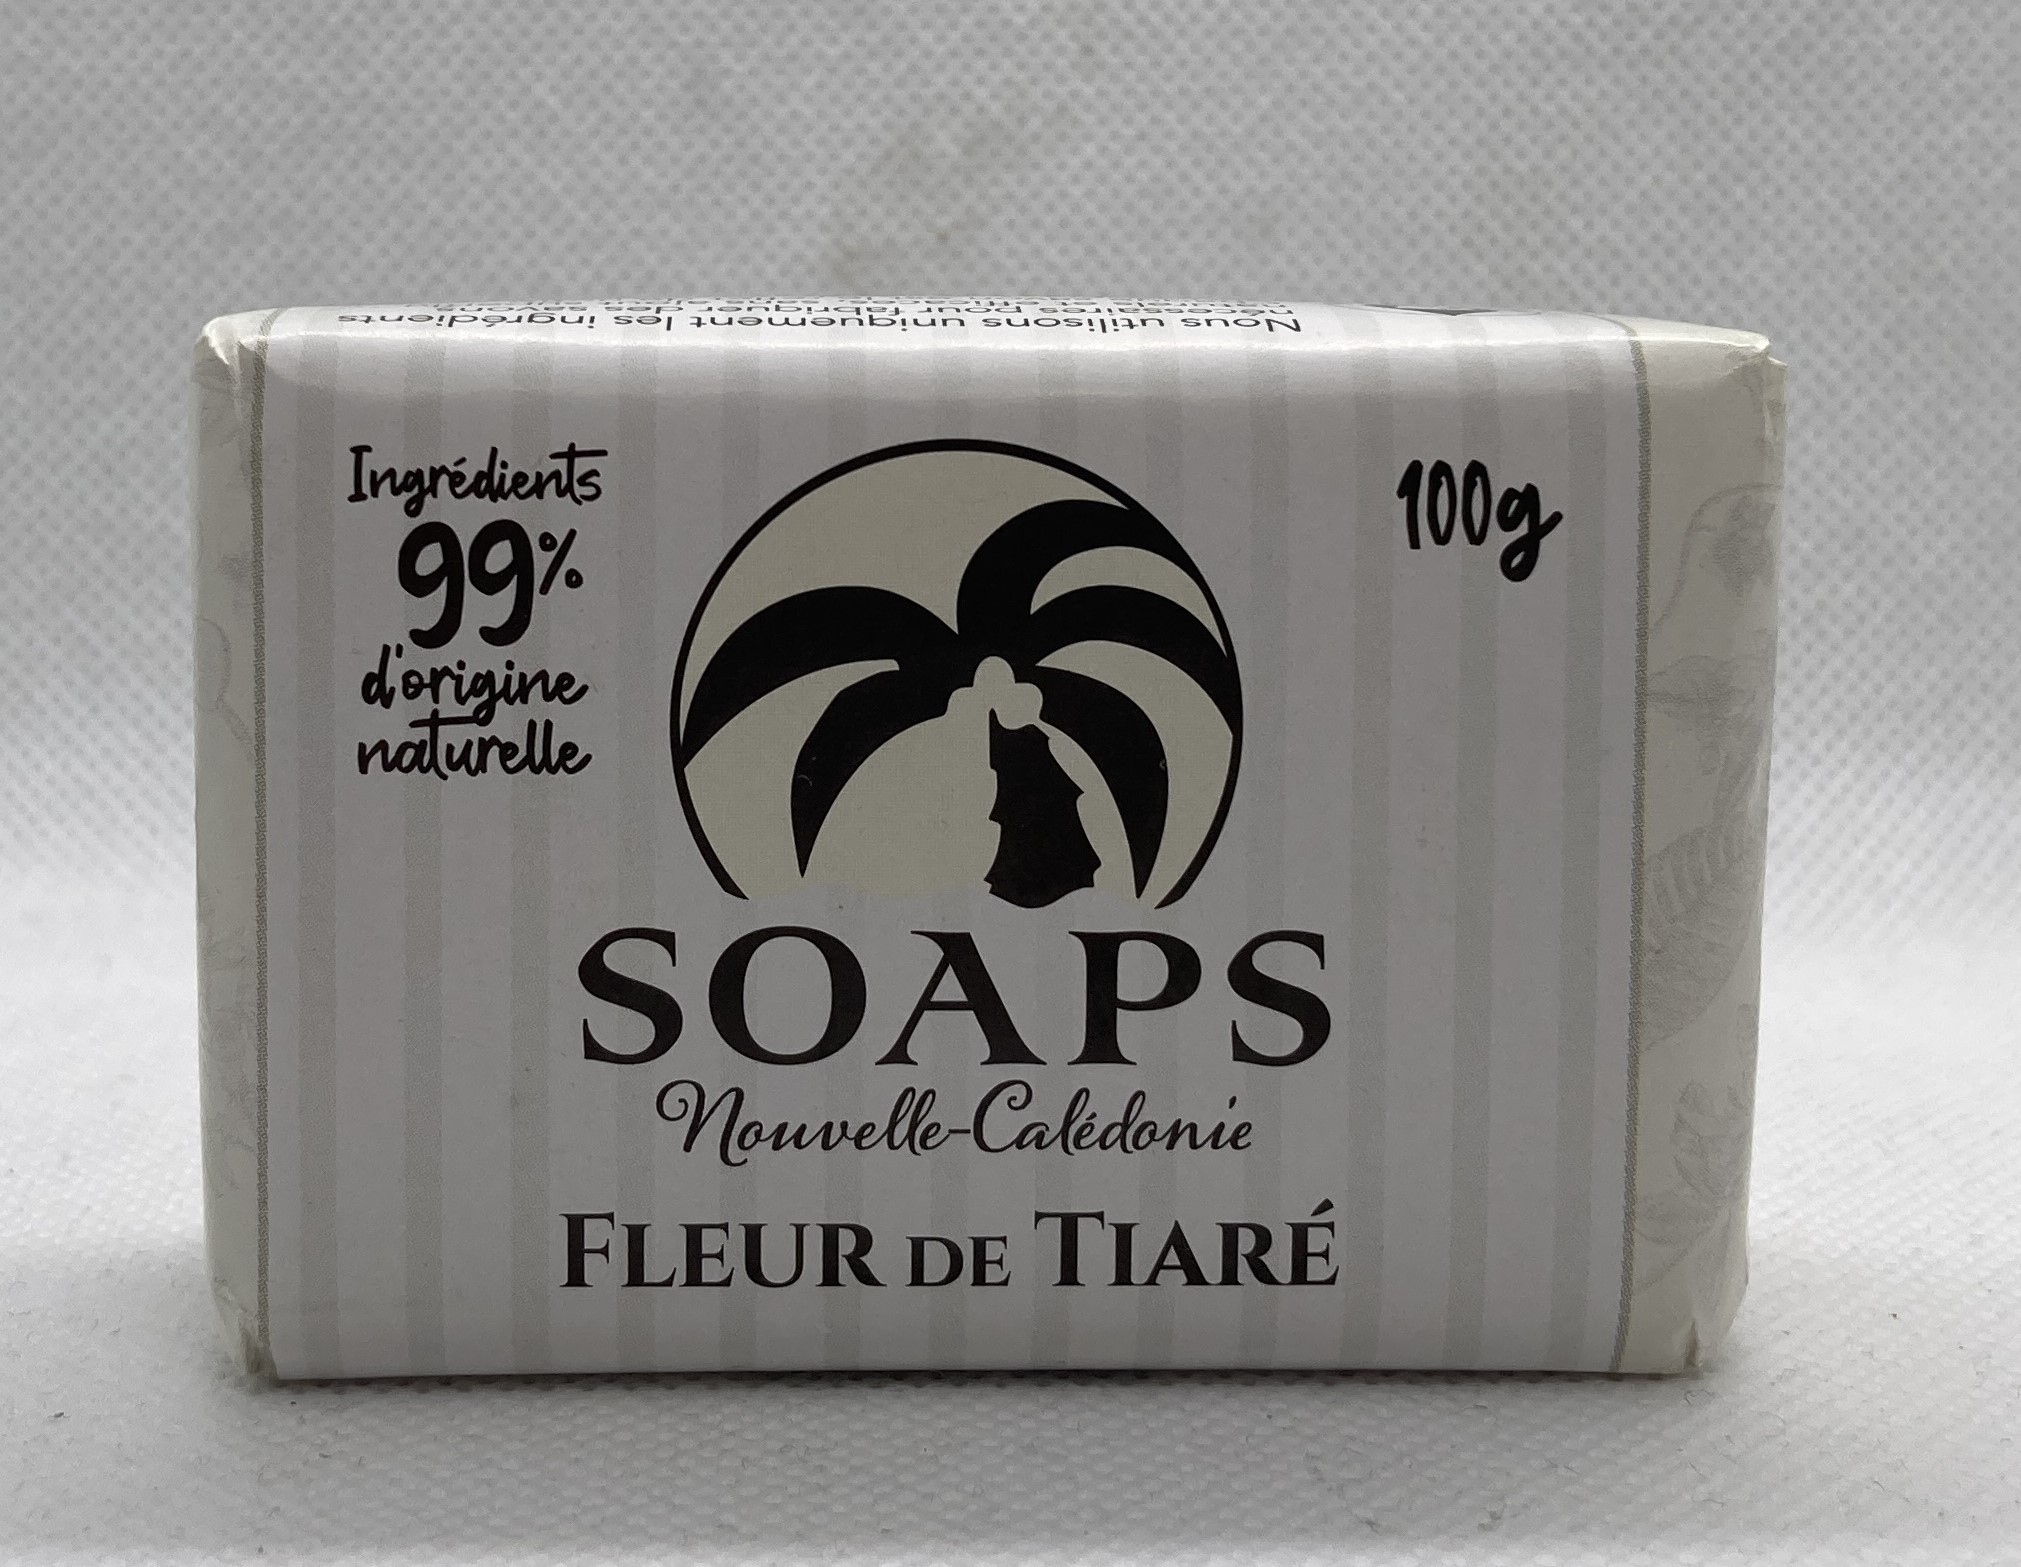 Nous utilisons uniquement les ingrédients
nécessaires pour fabriquer des savons
Ingrédients
99%
d'origine
naturelle
100g
SOAPS
Nouvelle-Calédonie
FLEUR DE TIARÉ